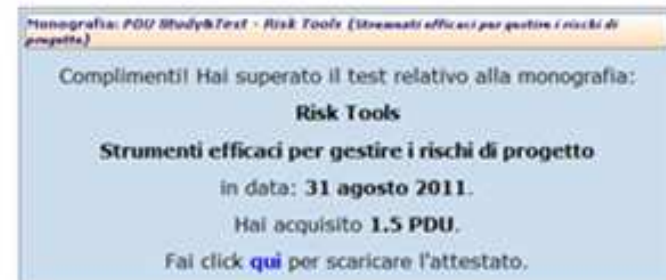 Monografia: PDU Study&Test - Risk Tools (Strumenti efficaci per gestire i rischi di
progetto)
Complimenti! Hai superato il test relativo alla monografia:
Risk Tools
Strumenti efficaci per gestire i rischi di progetto
in data: 31 agosto 2011.
Hai acquisito 1.5 PDU.
Fai click qui per scaricare l'attestato.